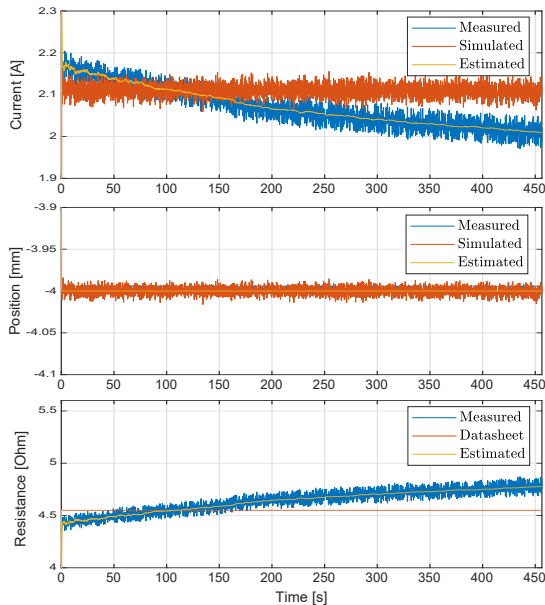 2.3
2.2
2.1
2
1.9
Current [A]
Measured
Simulated
Estimated
0 50 100 150 200 250 300 350 400 450
-3.9
-3.95
-4
-4.05
-4.1
Position [mm]
Measured
Simulated
Estimated
0 50 100 150 200 250 300 350 400 450
5.5
5
4.5
4
Resistance [Ohm]
Measured
Datasheet
Estimated
0 50 100 150 200 250 300 350 400 450
Time [s]